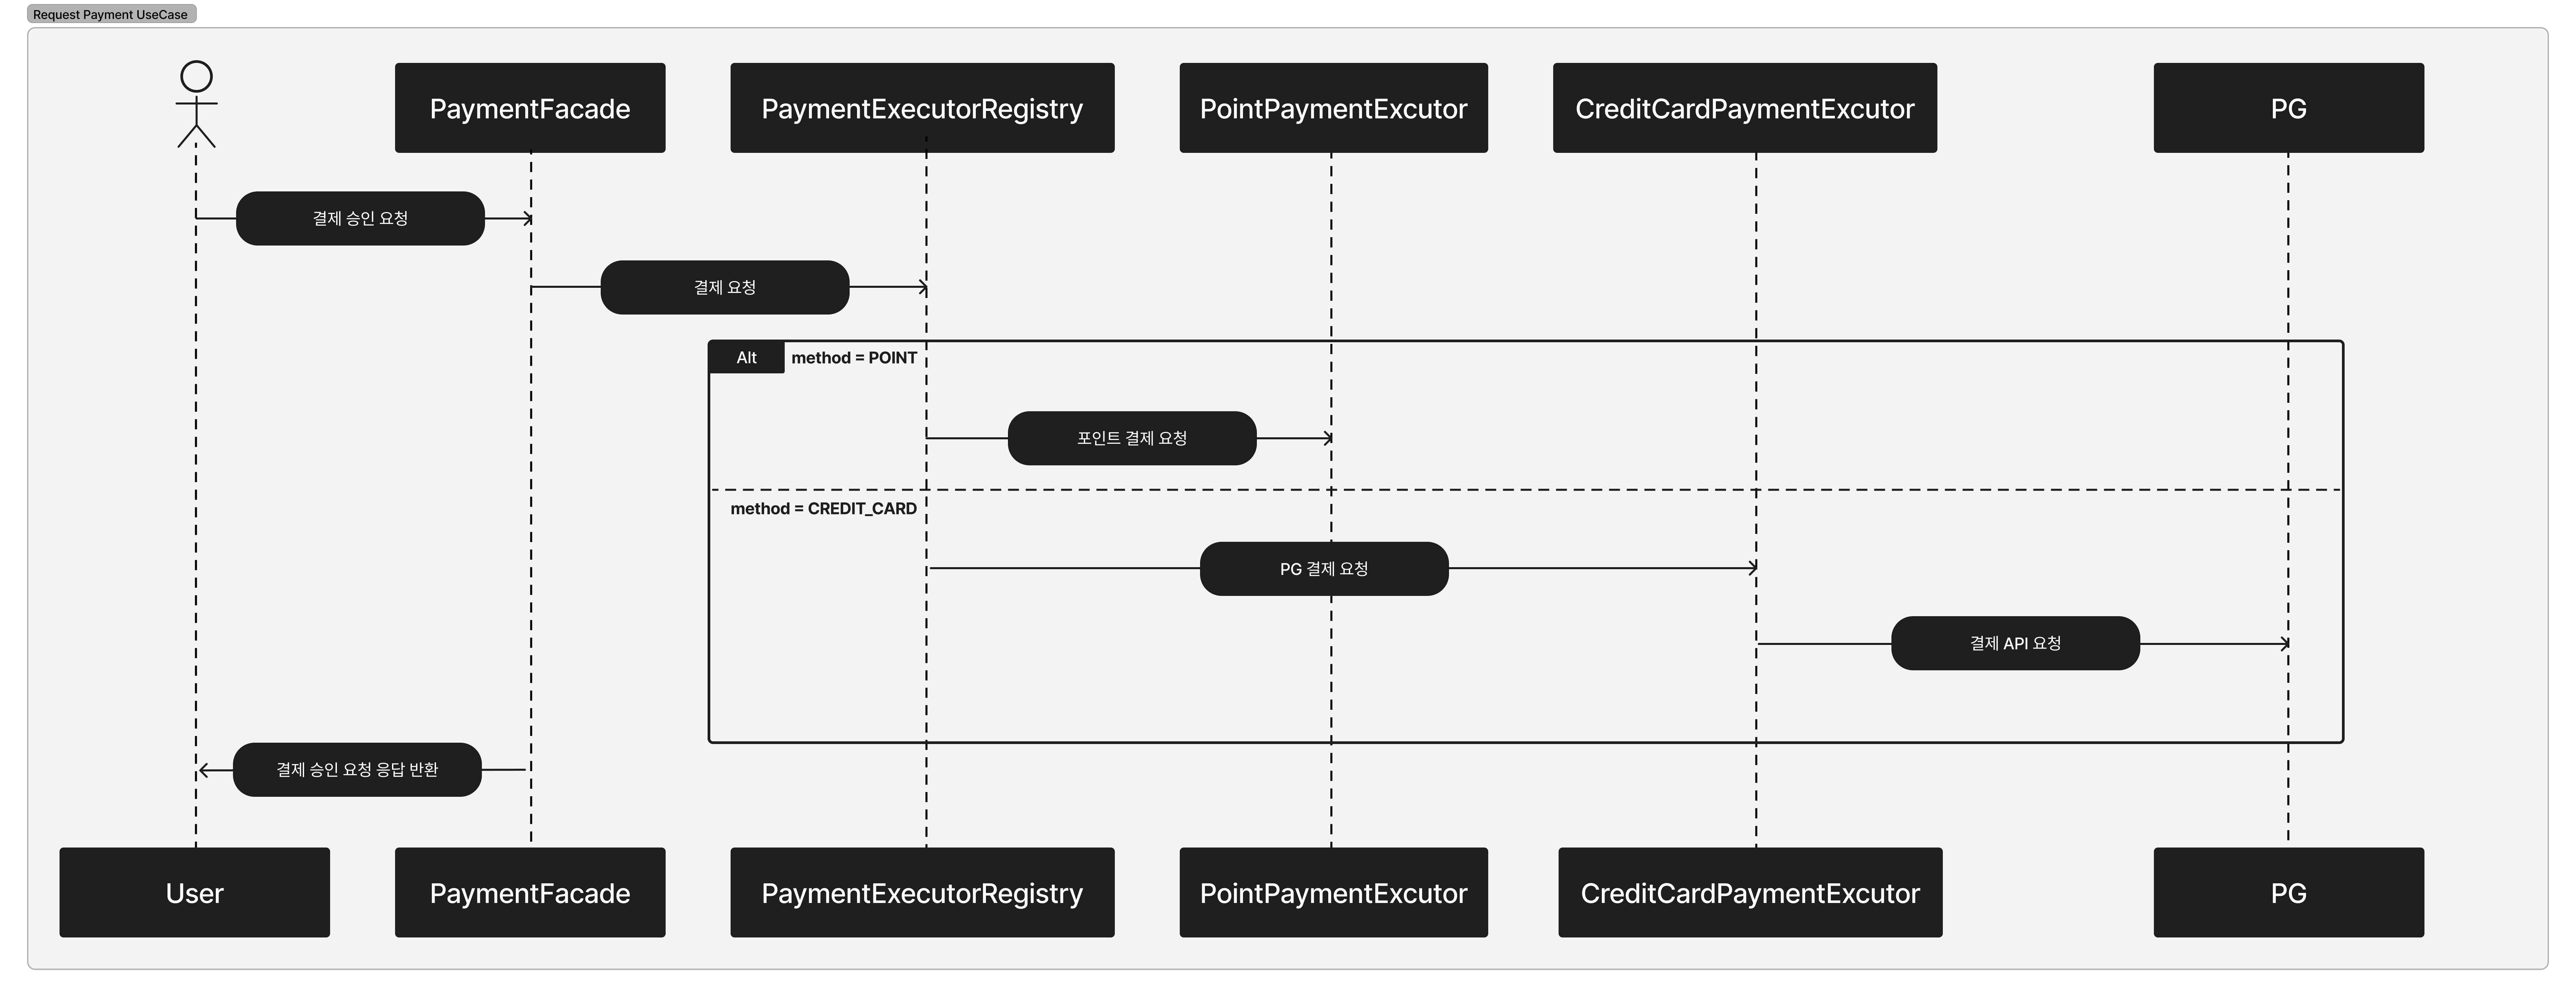 Request Payment UseCase
PaymentFacade
PaymentExecutorRegistry
PointPaymentExcutor
CreditCardPaymentExcutor
PG
결제 승인 요청
결제 요청
Alt
method = POINT
포인트 결제 요청
method = CREDIT_CARD
PG 결제 요청
결제 API 요청
결제 승인 요청 응답 반환
User
PaymentFacade
PaymentExecutorRegistry
PointPaymentExcutor
CreditCardPaymentExcutor
PG